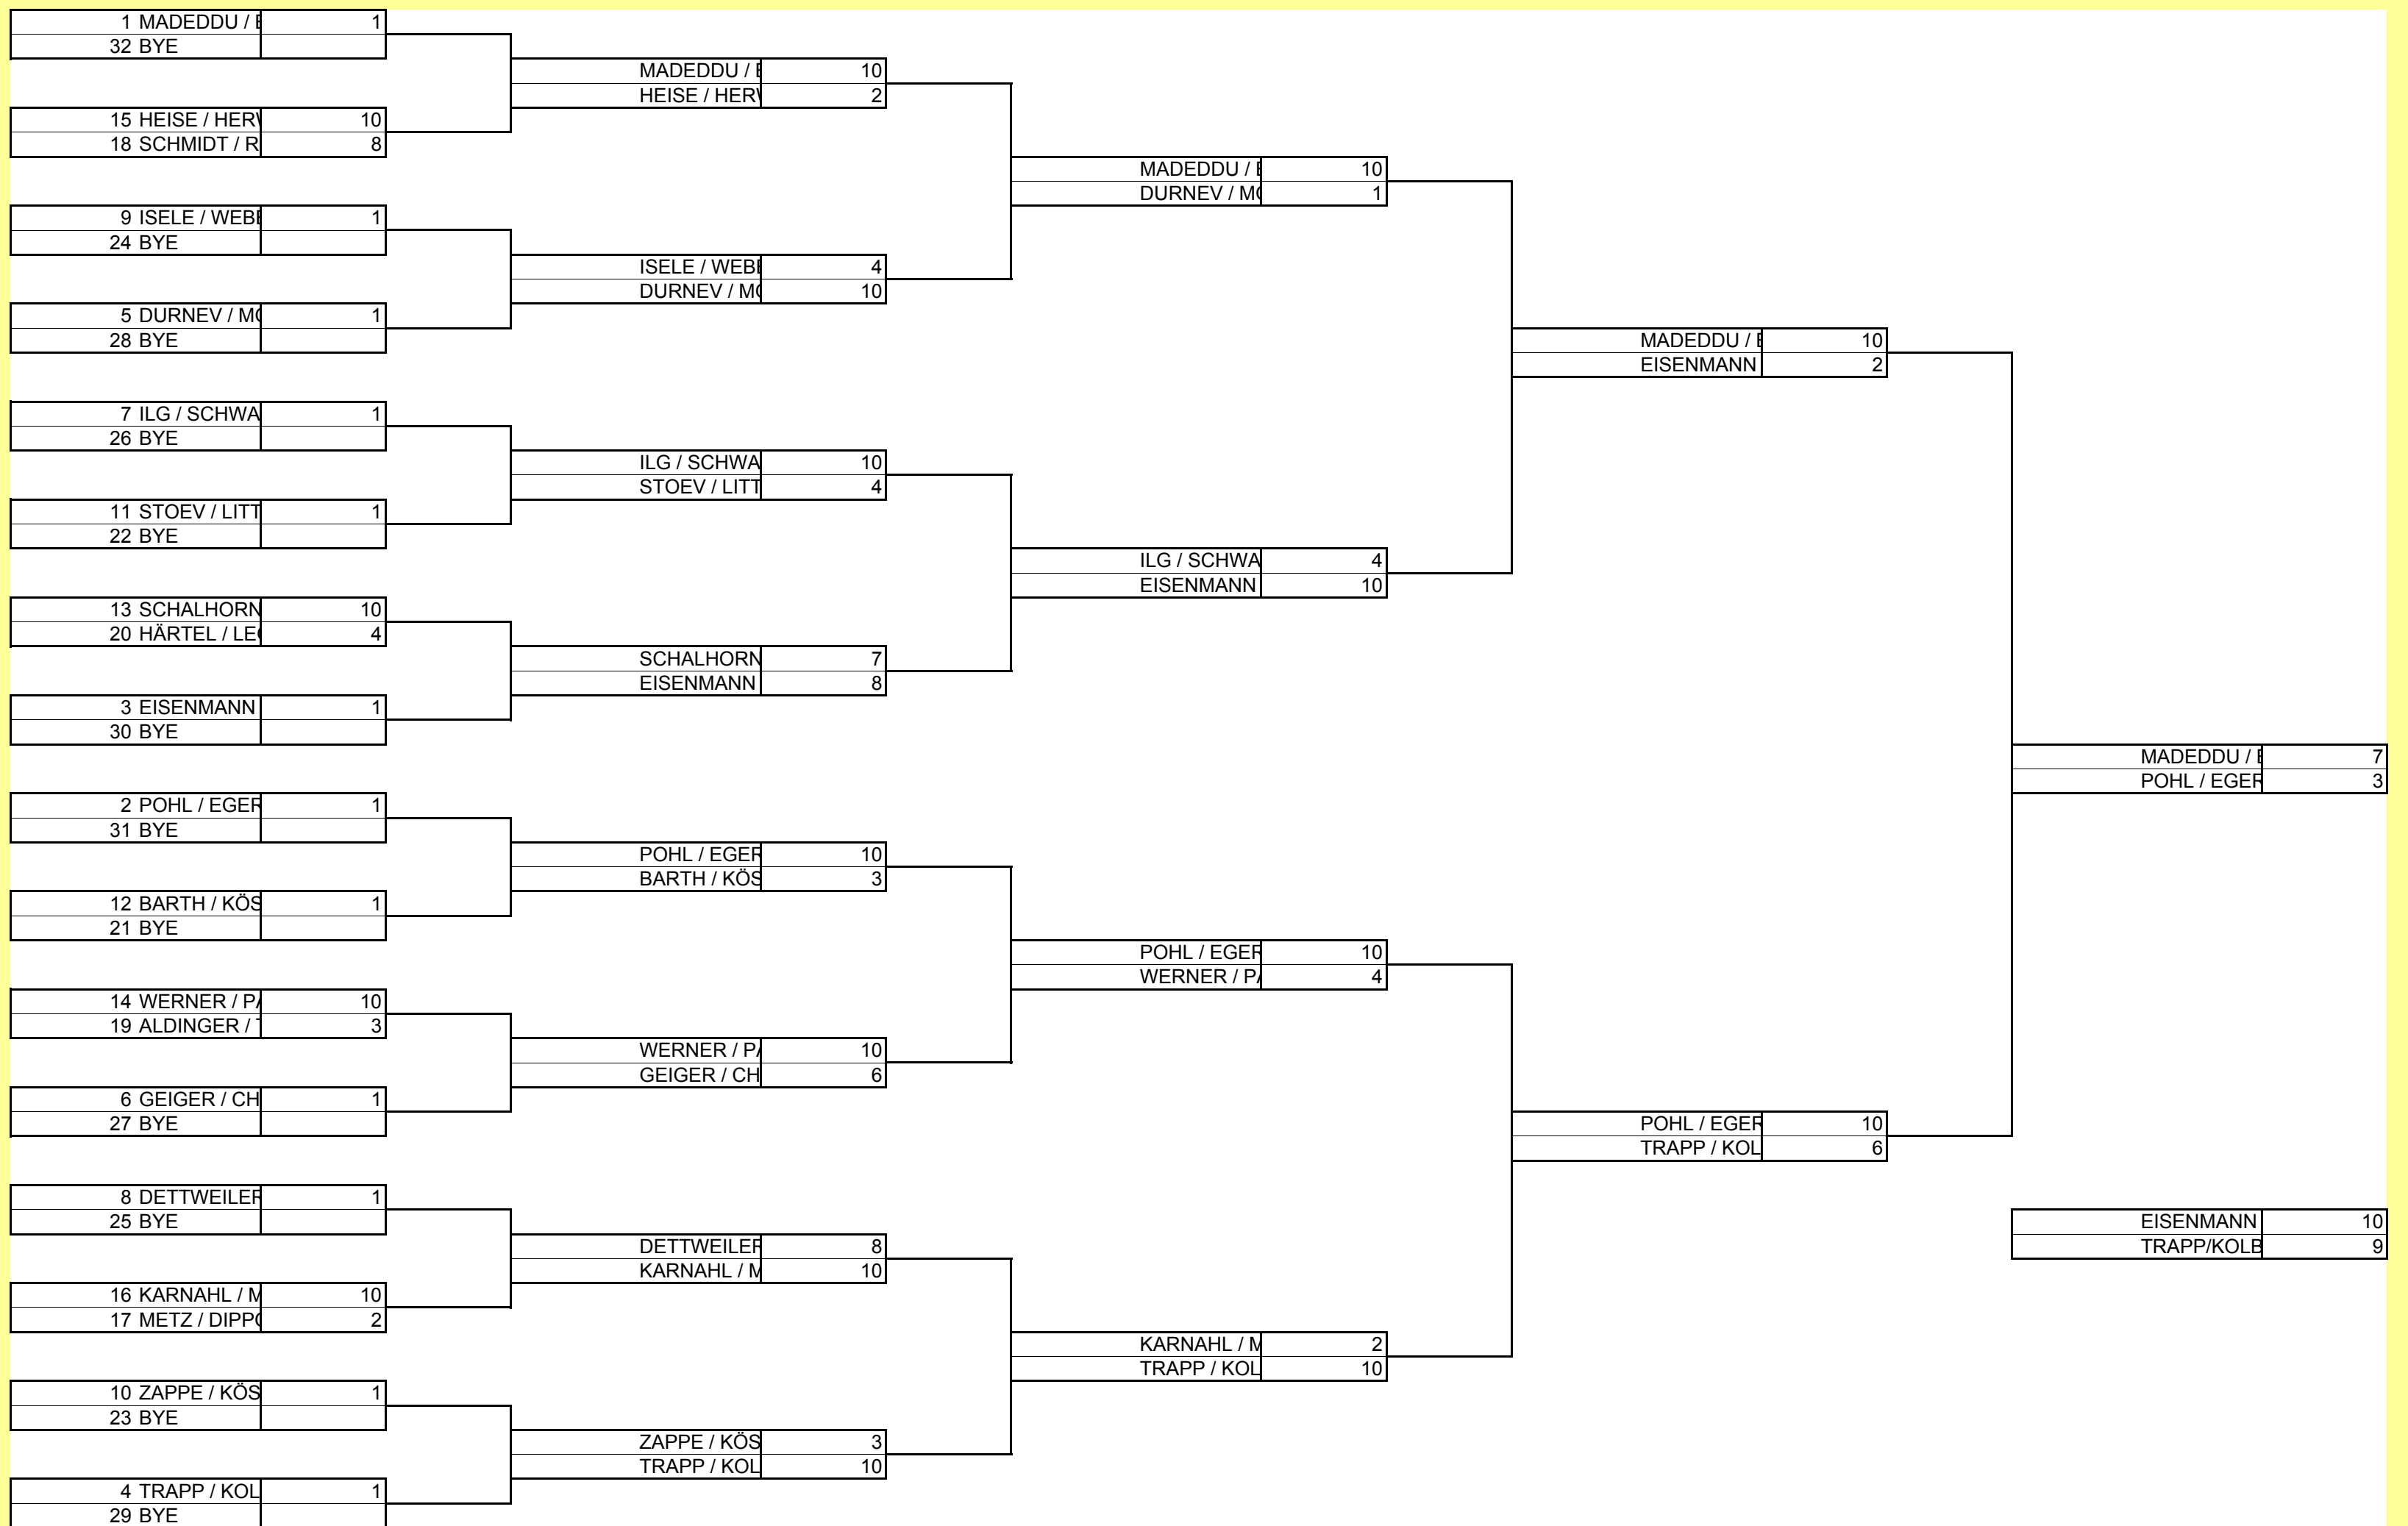 1 MADEDDU / E 1
32 BYE
15 HEISE / HERW 10
18 SCHMIDT / R 8
9 ISELE / WEBE 1
24 BYE
5 DURNEV / MO 1
28 BYE
7 ILG / SCHWA 1
26 BYE
11 STOEV / LITT 1
22 BYE
13 SCHALHORN 10
20 HÄRTEL / LEO 4
3 EISENMANN 1
30 BYE
2 POHL / EGER 1
31 BYE
12 BARTH / KÖS 1
21 BYE
14 WERNER / PA 10
19 ALDINGER / T 3
6 GEIGER / CH 1
27 BYE
8 DETTWEILER 1
25 BYE
16 KARNAHL / M 10
17 METZ / DIPPO 2
10 ZAPPE / KÖS 1
23 BYE
4 TRAPP / KOL 1
29 BYE
MADEDDU / E 10
HEISE / HERW 2
ISELE / WEBE 4
DURNEV / MO 10
ILG / SCHWA 10
STOEV / LITT 4
SCHALHORN 7
EISENMANN 8
POHL / EGER 10
BARTH / KÖS 3
WERNER / PA 10
GEIGER / CH 6
DETTWEILER 8
KARNAHL / M 10
ZAPPE / KÖS 3
TRAPP / KOL 10
MADEDDU / E 10
DURNEV / MO 1
ILG / SCHWA 4
EISENMANN 10
POHL / EGER 10
WERNER / PA 4
KARNAHL / M 2
TRAPP / KOL 10
MADEDDU / E 10
EISENMANN 2
POHL / EGER 10
TRAPP / KOL 6
MADEDDU / E 7
POHL / EGER 3
EISENMANN 10
TRAPP/KOLB 9